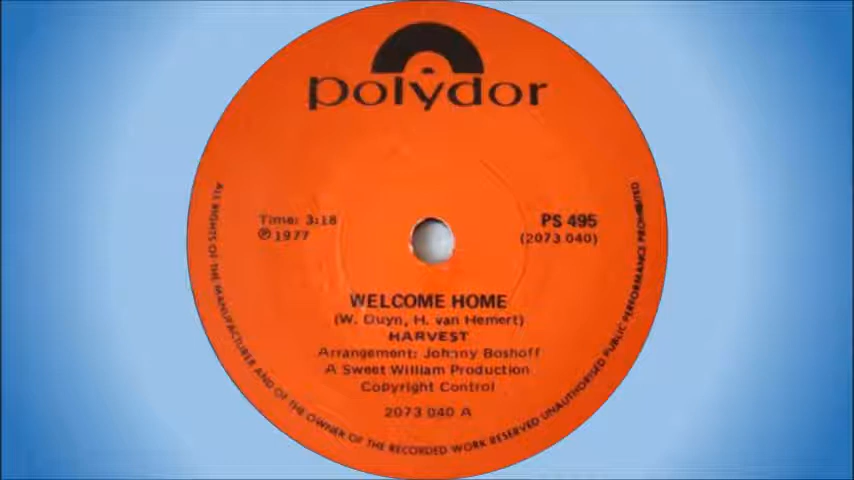 polydor
Time: 3:18
℗ 1977
PS 495
(2073 040)
WELCOME HOME
(W. Duyn, H. van Hemert)
HARVEST
Arrangement: Johnny Boshoff
A Sweet William Production
Copyright Control
2073 040 A
ALL RIGHTS OF THE MANUFACTURER AND OF THE OWNER OF THE RECORDED WORK RESERVED UNAUTHORISED PUBLIC PERFORMANCE PROHIBITED